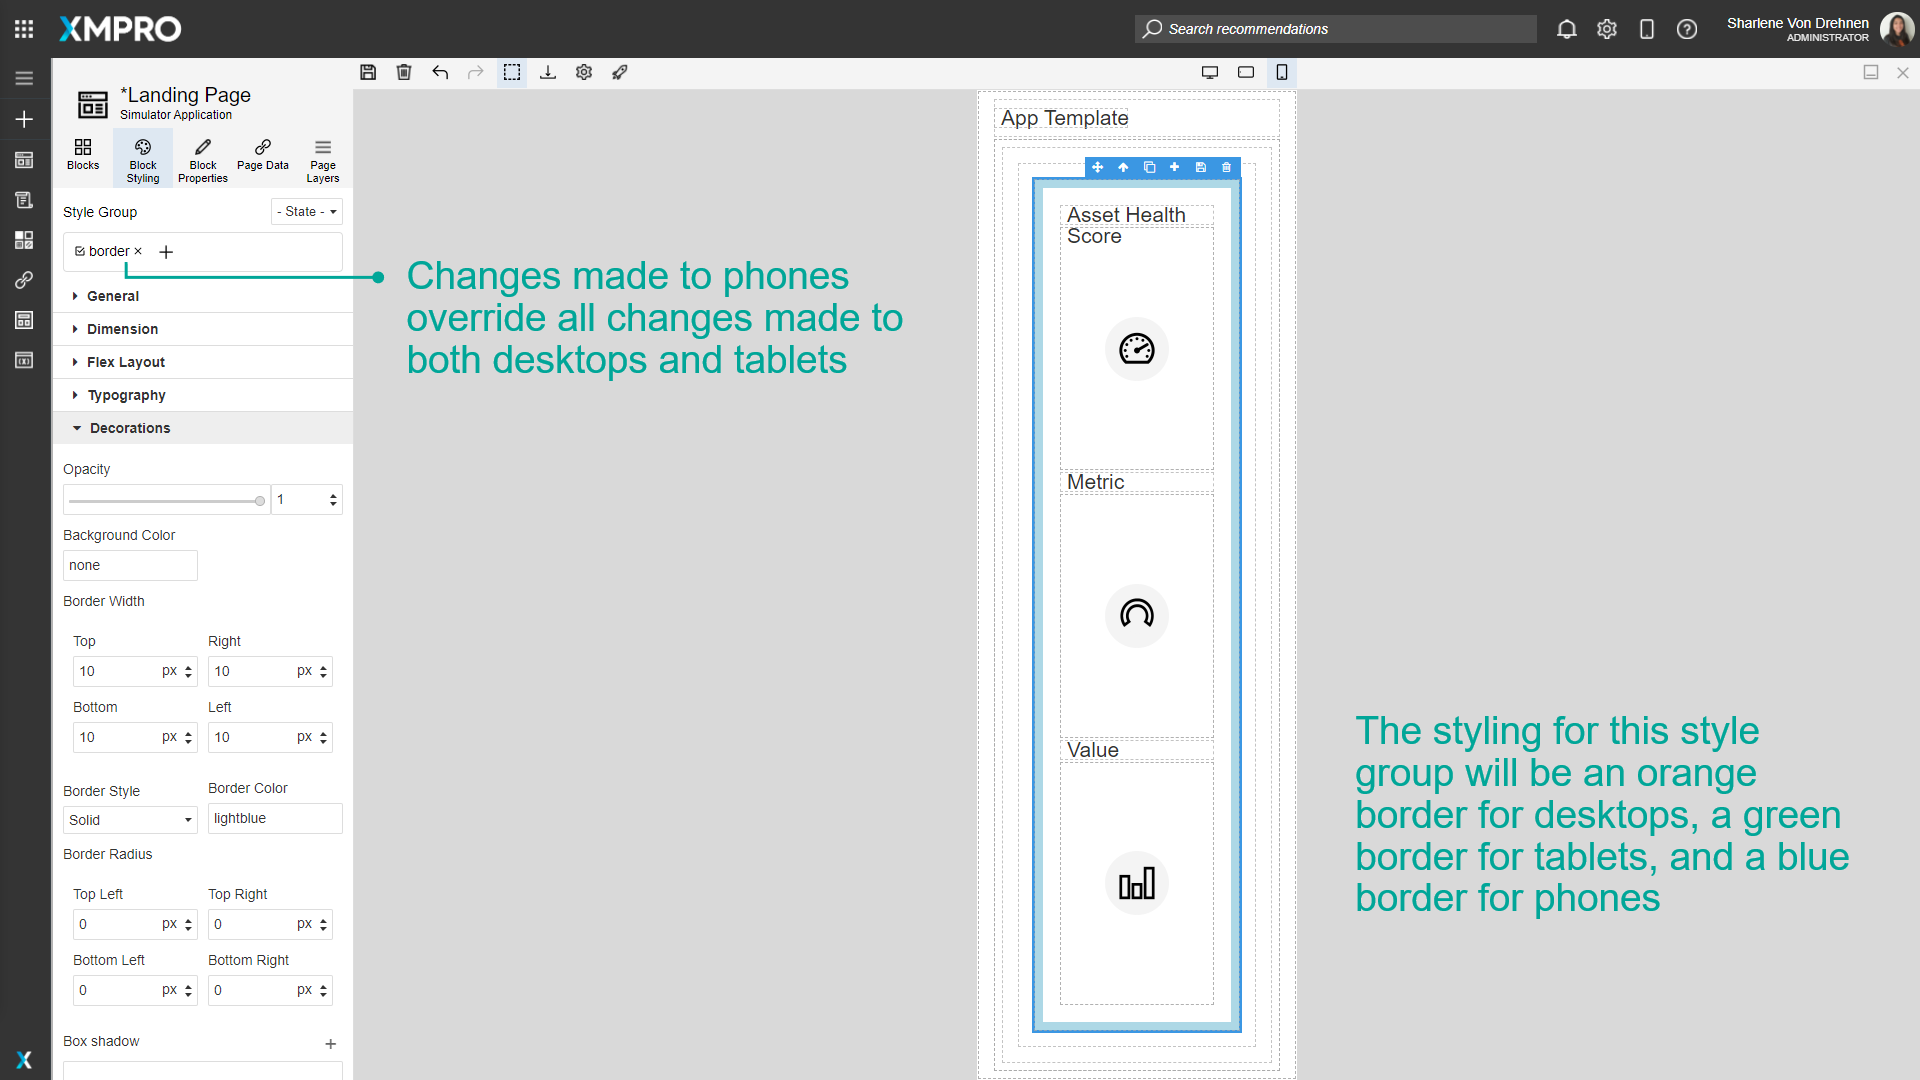 XMPRO
Search recommendations
Sharlene Von Drehnen
ADMINISTRATOR
*Landing Page
Simulator Application
Blocks
Block Styling
Block Properties
Page Data
Page Layers
Style Group
- State -
border ×
General
Dimension
Flex Layout
Typography
Decorations
Opacity
1
Background Color
none
Border Width
Top
Right
10 px
10 px
Bottom
Left
10 px
10 px
Border Style
Border Color
Solid
lightblue
Border Radius
Top Left
Top Right
0 px
0 px
Bottom Left
Bottom Right
0 px
0 px
Box shadow
Changes made to phones
override all changes made to
both desktops and tablets
App Template
Asset Health
Score
Metric
Value
The styling for this style
group will be an orange
border for desktops, a green
border for tablets, and a blue
border for phones